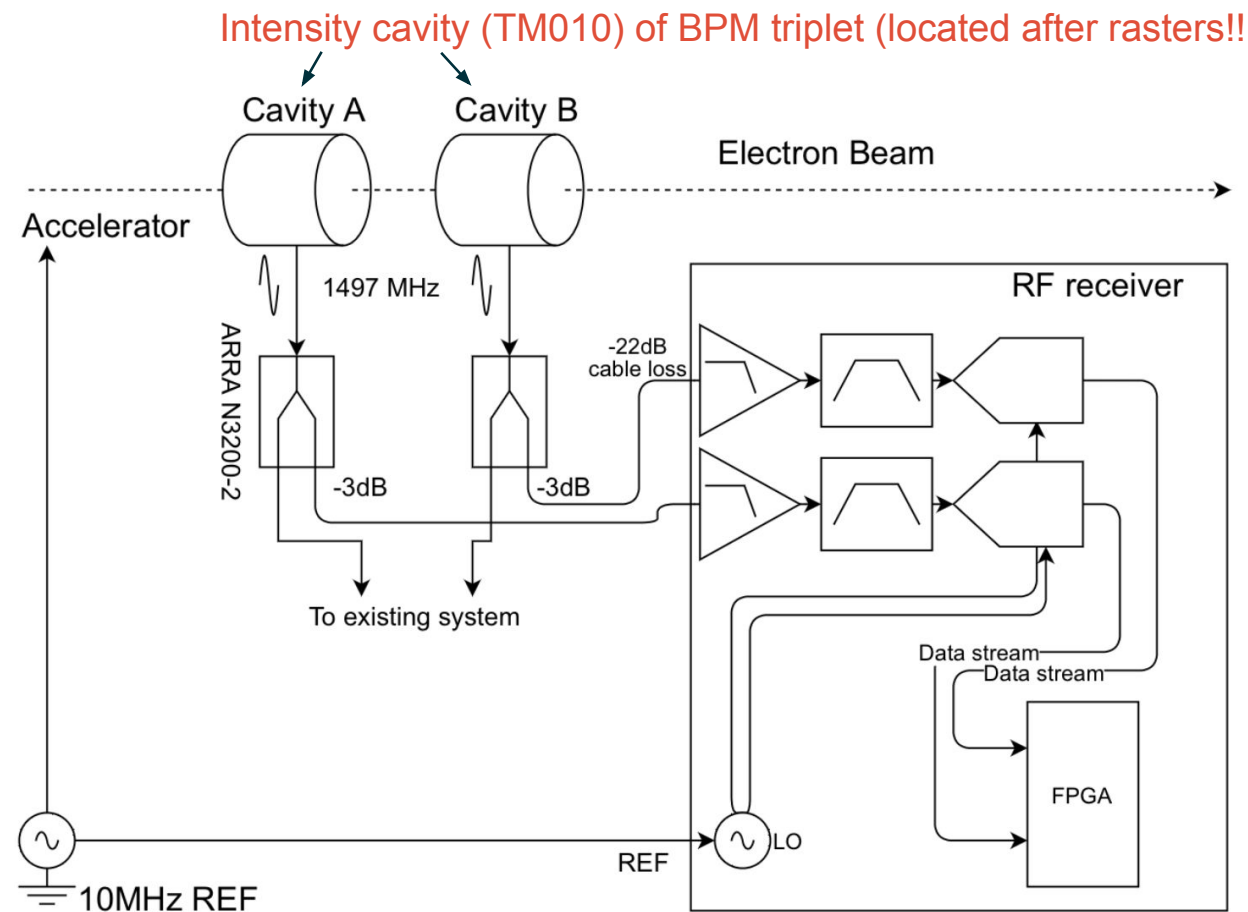 Intensity cavity (TM010) of BPM triplet (located after rasters!!
Cavity A
Cavity B
Electron Beam
Accelerator
1497 MHz
RF receiver
ARRA N3200-2
-22dB
cable loss
-3dB
-3dB
To existing system
Data stream
Data stream
FPGA
LO
REF
10MHz REF